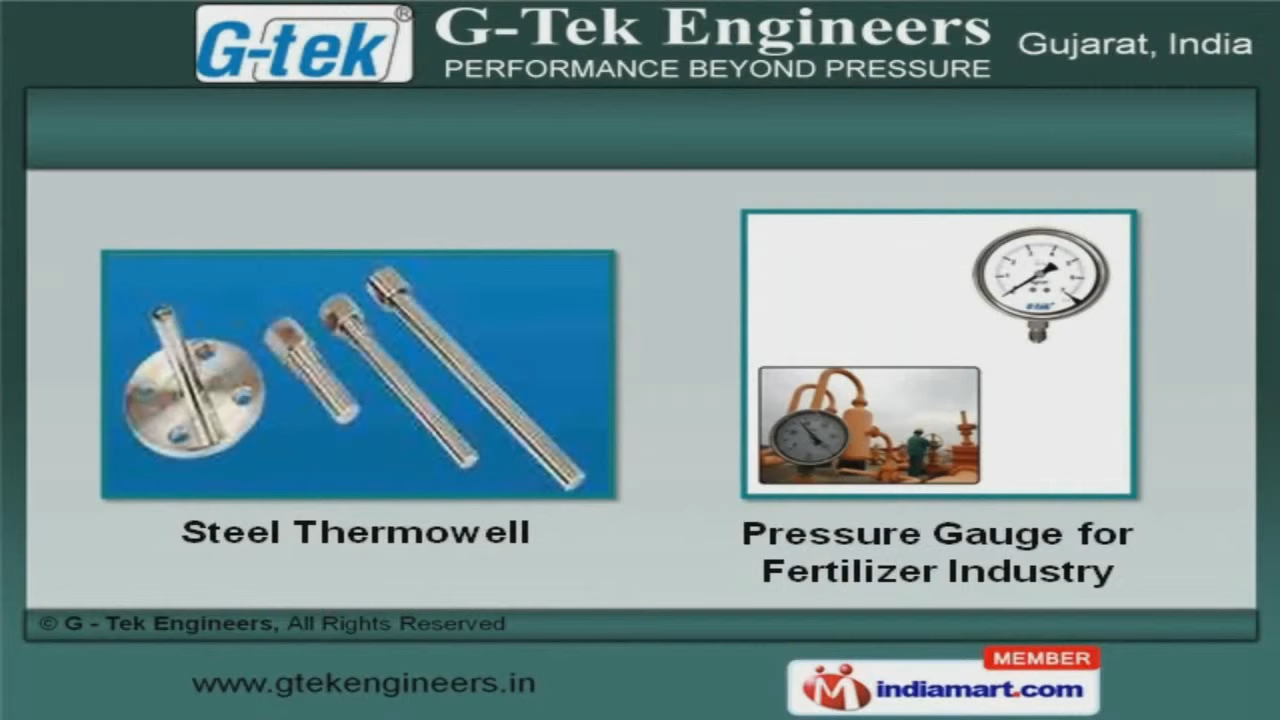 G-tek®
G-Tek Engineers
PERFORMANCE BEYOND PRESSURE
Gujarat, India
G-tek
Steel Thermowell
Pressure Gauge for
Fertilizer Industry
© G - Tek Engineers, All Rights Reserved
www.gtekengineers.in
MEMBER
indiamart.com